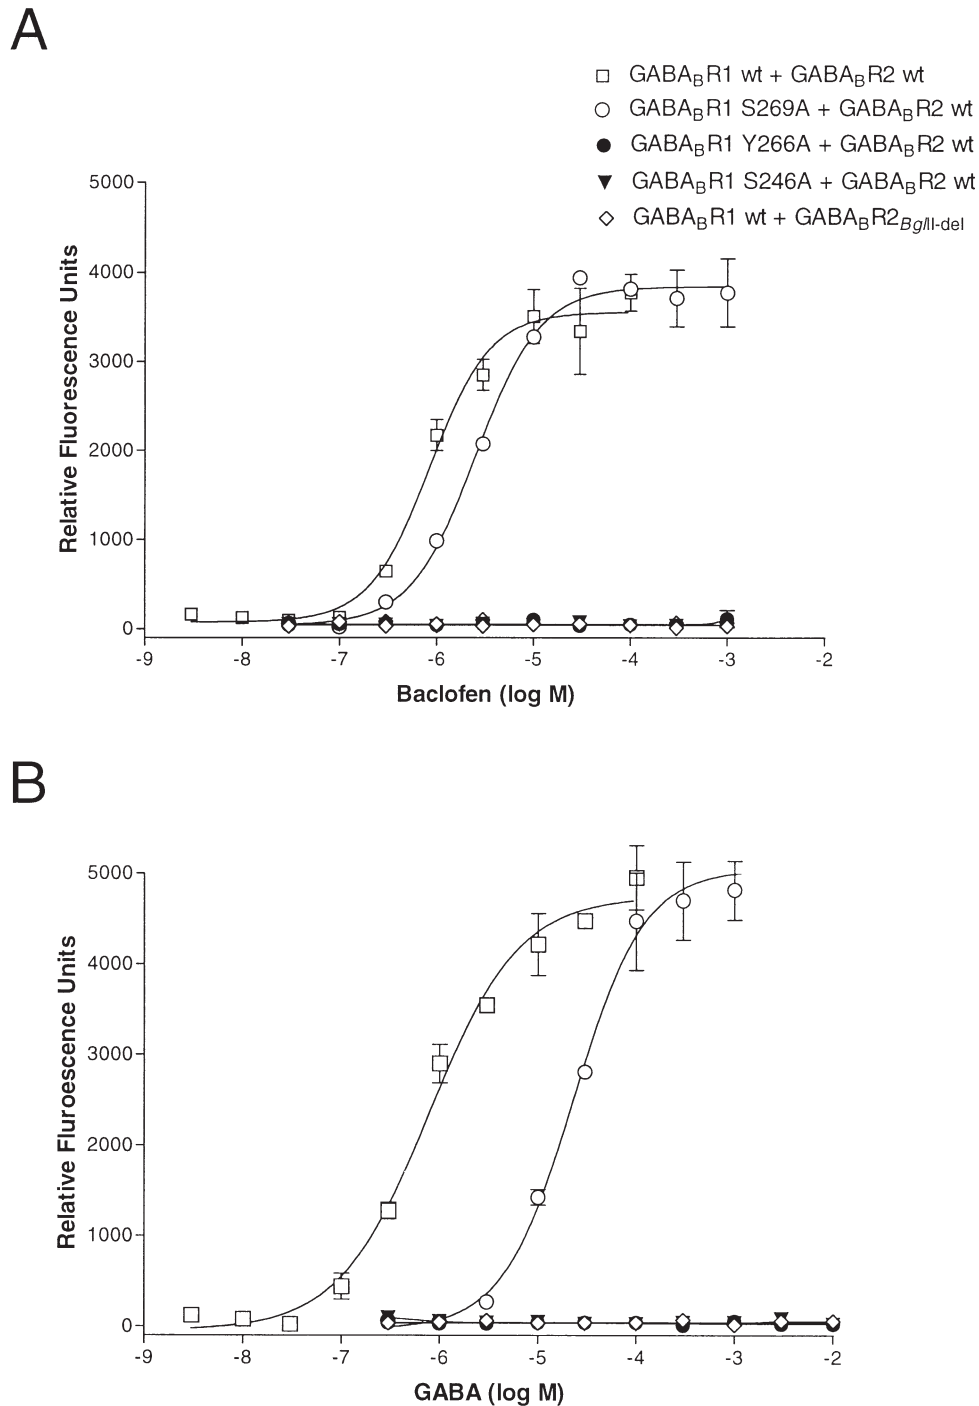 A
GABABR1 wt + GABABR2 wt
GABABR1 S269A + GABABR2 wt
GABABR1 Y266A + GABABR2 wt
GABABR1 S246A + GABABR2 wt
GABABR1 wt + GABABR2BglII-del
5000
4000
3000
2000
1000
0
Relative Fluorescence Units
-9 -8 -7 -6 -5 -4 -3 -2
Baclofen (log M)
B
5000
4000
3000
2000
1000
0
Relative Fluroescence Units
-9 -8 -7 -6 -5 -4 -3 -2
GABA (log M)